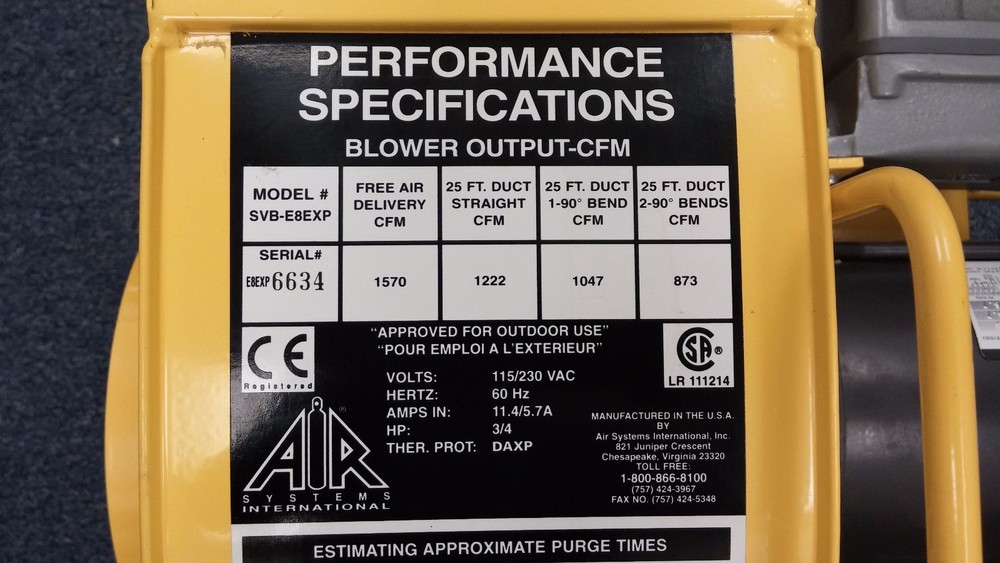 PERFORMANCE
SPECIFICATIONS
BLOWER OUTPUT-CFM
MODEL #
SVB-E8EXP
FREE AIR
DELIVERY
CFM
25 FT. DUCT
STRAIGHT
CFM
25 FT. DUCT
1-90° BEND
CFM
25 FT. DUCT
2-90° BENDS
CFM
SERIAL#
E8EXP 6634
1570
1222
1047
873
CE
Registered
"APPROVED FOR OUTDOOR USE"
"POUR EMPLOI A L'EXTERIEUR"
SA ®
LR 111214
VOLTS: 115/230 VAC
HERTZ: 60 Hz
AMPS IN: 11.4/5.7A
HP: 3/4
THER. PROT: DAXP
AIR ®
SYSTEMS
INTERNATIONAL
MANUFACTURED IN THE U.S.A.
BY
Air Systems International, Inc.
821 Juniper Crescent
Chesapeake, Virginia 23320
TOLL FREE:
1-800-866-8100
(757) 424-3967
FAX NO. (757) 424-5348
ESTIMATING APPROXIMATE PURGE TIMES